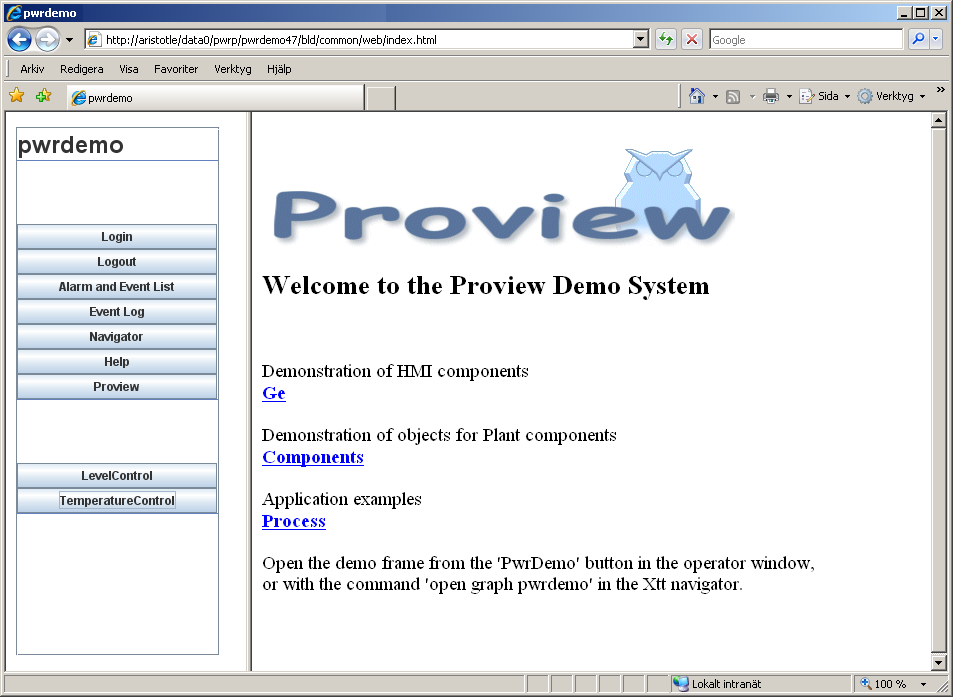 pwrdemo
http://aristotle/data0/pwrp/pwrdemo47/bld/common/web/index.html
Google
Arkiv Redigera Visa Favoriter Verktyg Hjälp
pwrdemo
Sida Verktyg »
pwrdemo
Login
Logout
Alarm and Event List
Event Log
Navigator
Help
Proview
LevelControl
TemperatureControl
Proview
Welcome to the Proview Demo System
Demonstration of HMI components
Ge
Demonstration of objects for Plant components
Components
Application examples
Process
Open the demo frame from the 'PwrDemo' button in the operator window,
or with the command 'open graph pwrdemo' in the Xtt navigator.
Lokalt intranät 100 %